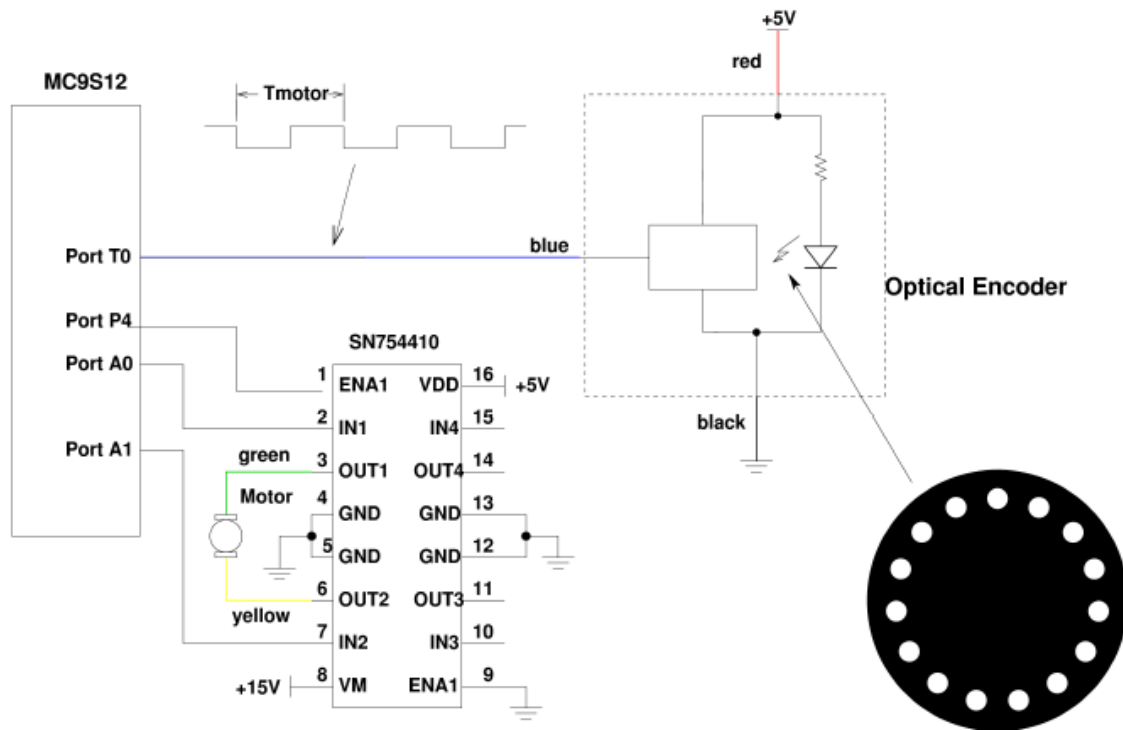 +5V
red
MC9S12
Tmotor
Port T0
blue
Optical Encoder
Port P4
SN754410
Port A0
1 ENA1 VDD 16 +5V
2 IN1 IN4 15
black
Port A1
green
3 OUT1 OUT4 14
Motor
4 GND GND 13
5 GND GND 12
6 OUT2 OUT3 11
yellow
7 IN2 IN3 10
+15V 8 VM ENA1 9